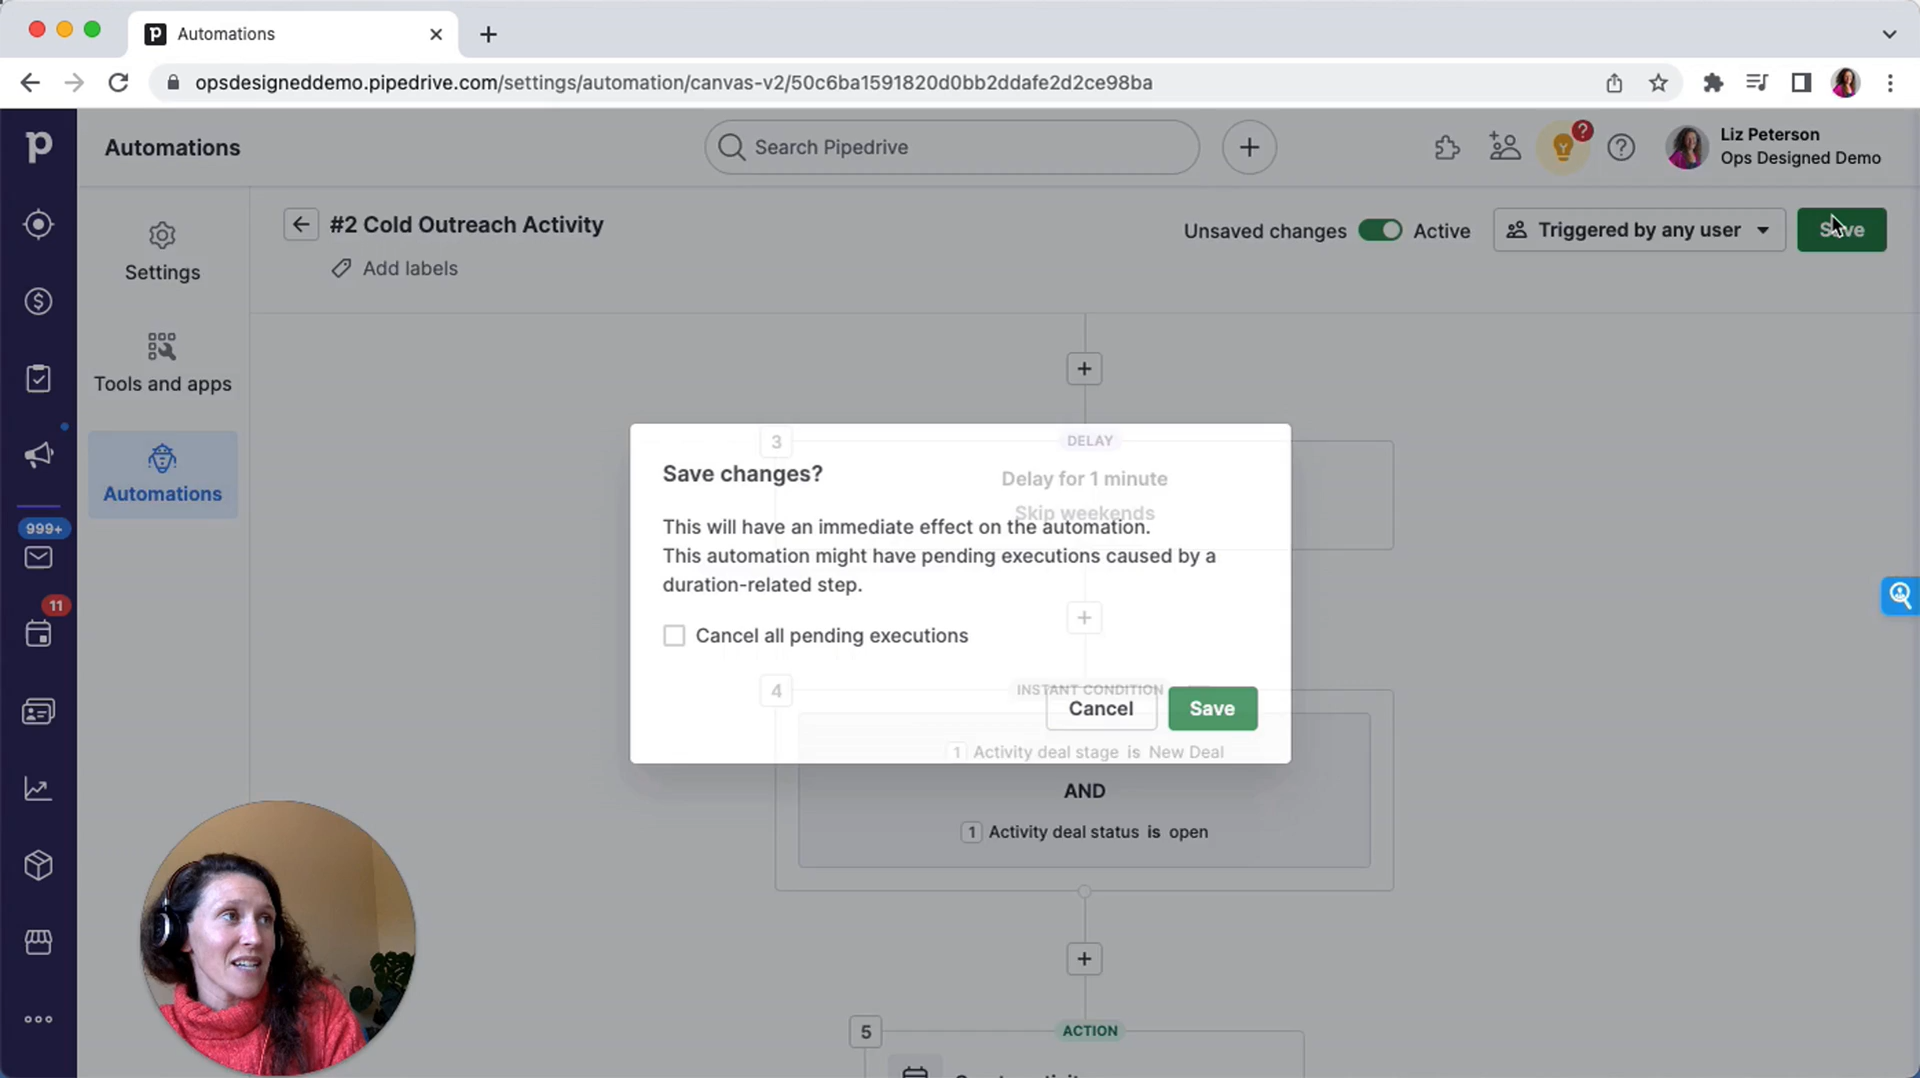 Automations
opsdesigneddemo.pipedrive.com/settings/automation/canvas-v2/50c6ba1591820d0bb2ddafe2d2ce98ba
Automations
Search Pipedrive
?
Liz Peterson
Ops Designed Demo
Settings
Tools and apps
Automations
999+
11
#2 Cold Outreach Activity
Add labels
Unsaved changes
Active
Triggered by any user
Save
3
DELAY
Delay for 1 minute
Skip weekends
Save changes?
This will have an immediate effect on the automation.
This automation might have pending executions caused by a
duration-related step.
Cancel all pending executions
Cancel
Save
4
INSTANT CONDITION
1 Activity deal stage is New Deal
AND
1 Activity deal status is open
5
ACTION